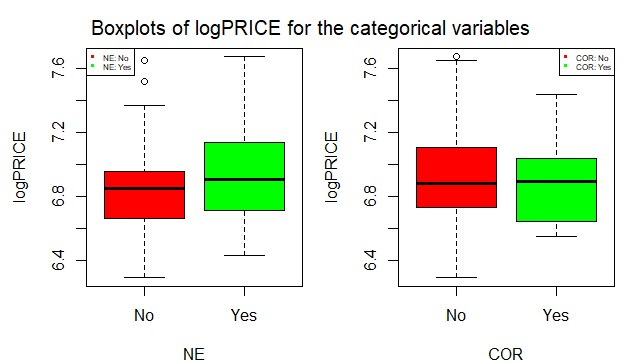 Boxplots of logPRICE for the categorical variables
logPRICE
7.6
7.2
6.8
6.4
NE: No
NE: Yes
No
Yes
NE
logPRICE
7.6
7.2
6.8
6.4
COR: No
COR: Yes
No
Yes
COR